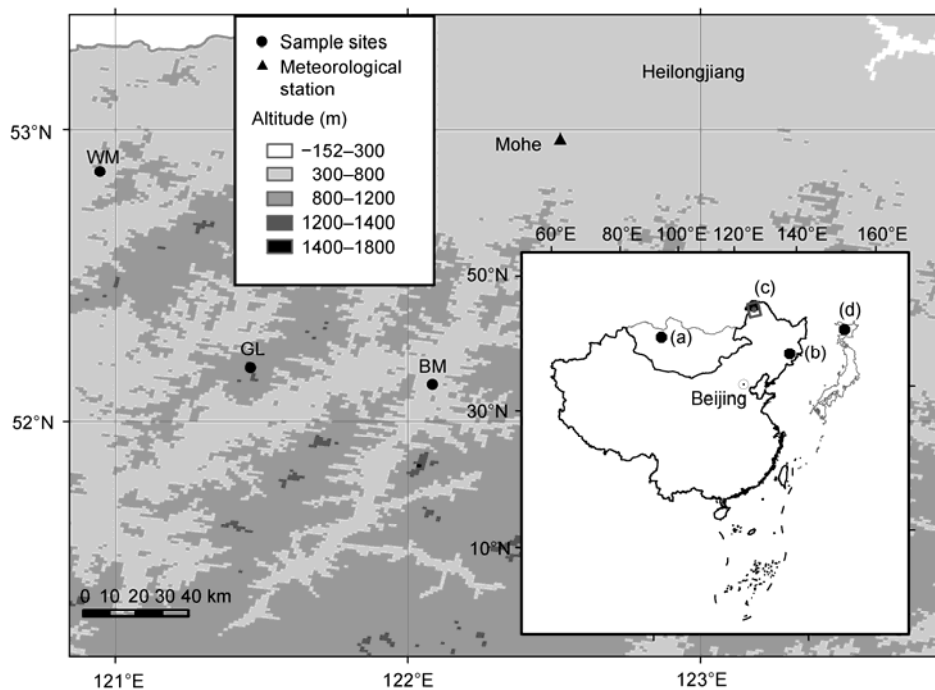 Sample sites
Meteorological
station
Altitude (m)
−152–300
300–800
800–1200
1200–1400
1400–1800
Heilongjiang
53°N
Mohe
WM
GL
BM
52°N
0 10 20 30 40 km
121°E
122°E
123°E
60°E
80°E
100°E
120°E
140°E
160°E
50°N
30°N
10°N
(c)
(d)
(a)
(b)
Beijing